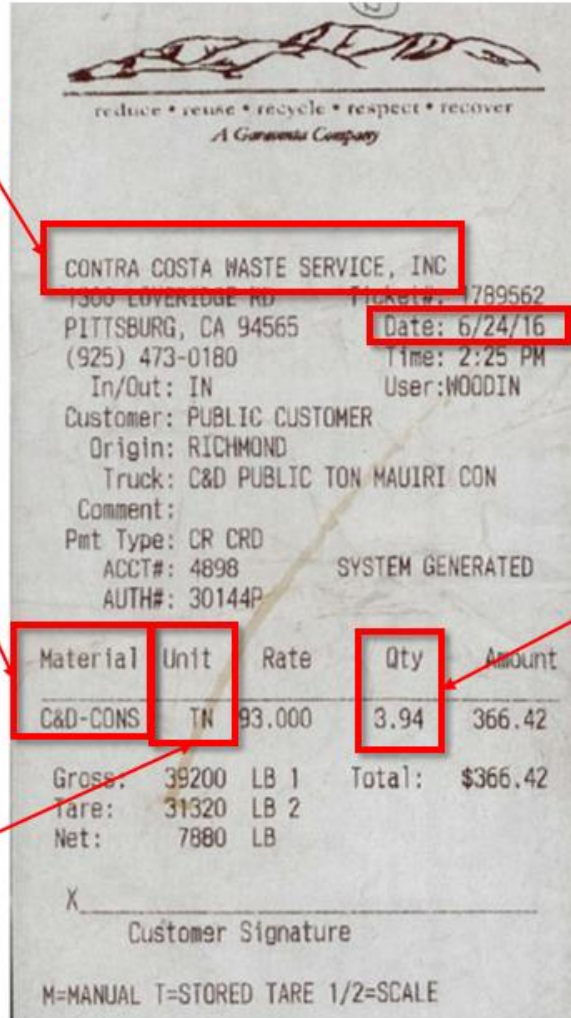 reduce • reuse • recycle • respect • recover
A Garaventa Company
CONTRA COSTA WASTE SERVICE, INC
1300 LOVERIDGE RD Ticket#: 1789562
PITTSBURG, CA 94565 Date: 6/24/16
(925) 473-0180 Time: 2:25 PM
In/Out: IN User:WOODIN
Customer: PUBLIC CUSTOMER
Origin: RICHMOND
Truck: C&D PUBLIC TON MAUIRI CON
Comment:
Pmt Type: CR CRD
ACCT#: 4898 SYSTEM GENERATED
AUTH#: 30144P
Material Unit Rate Qty Amount
C&D-CONS TN 93.000 3.94 366.42
Gross: 39200 LB 1 Total: $366.42
Tare: 31320 LB 2
Net: 7880 LB
X
Customer Signature
M=MANUAL T=STORED TARE 1/2=SCALE